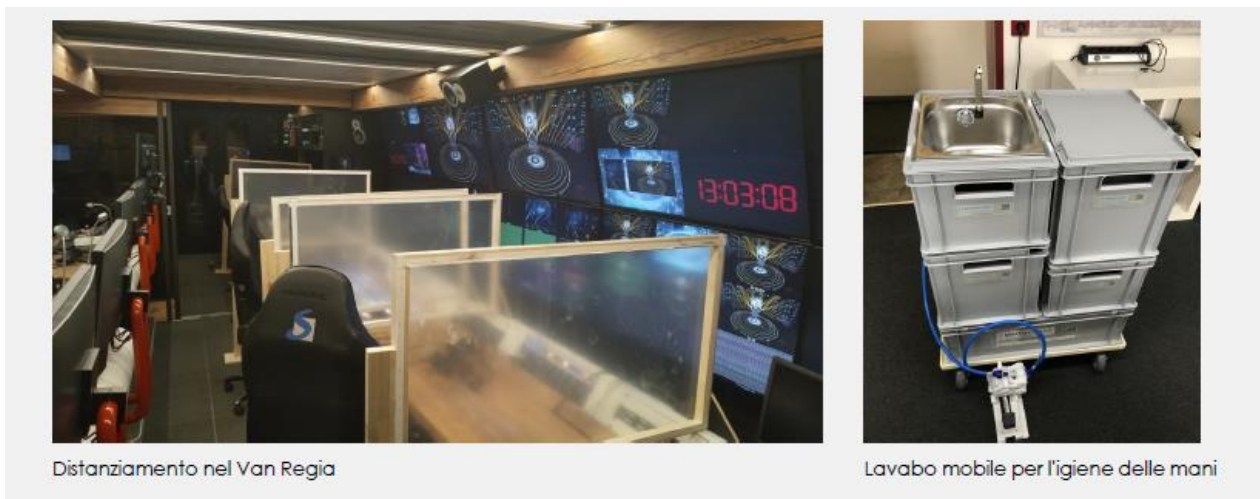 13:03:08
Distanziamento nel Van Regia
Lavabo mobile per l'igiene delle mani